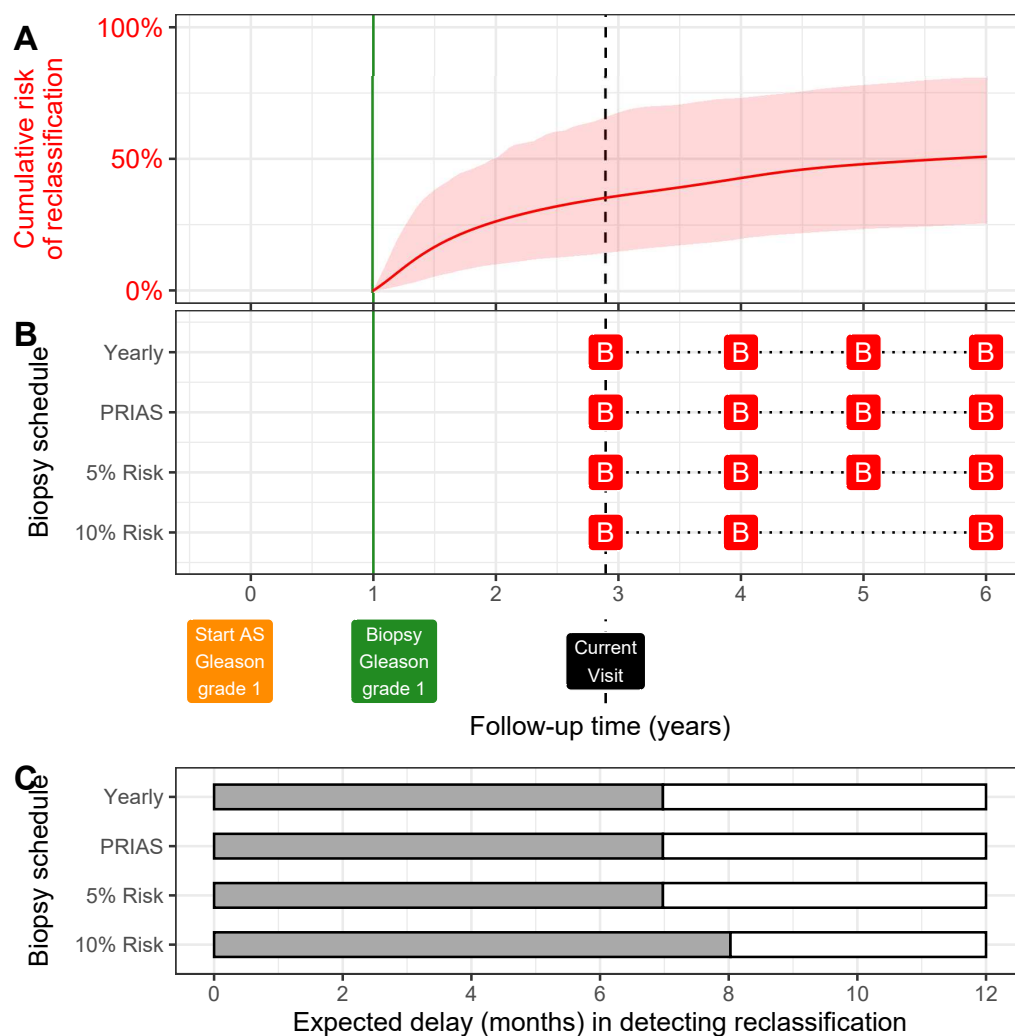 A
Cumulative risk
of reclassification
100%
50%
0%
B
Biopsy schedule
Yearly
B B B B
PRIAS
B B B B
5% Risk
B B B B
10% Risk
B B B
0 1 2 3 4 5 6
Start AS
Gleason
grade 1
Biopsy
Gleason
grade 1
Current
Visit
Follow-up time (years)
C
Biopsy schedule
Yearly
PRIAS
5% Risk
10% Risk
0 2 4 6 8 10 12
Expected delay (months) in detecting reclassification